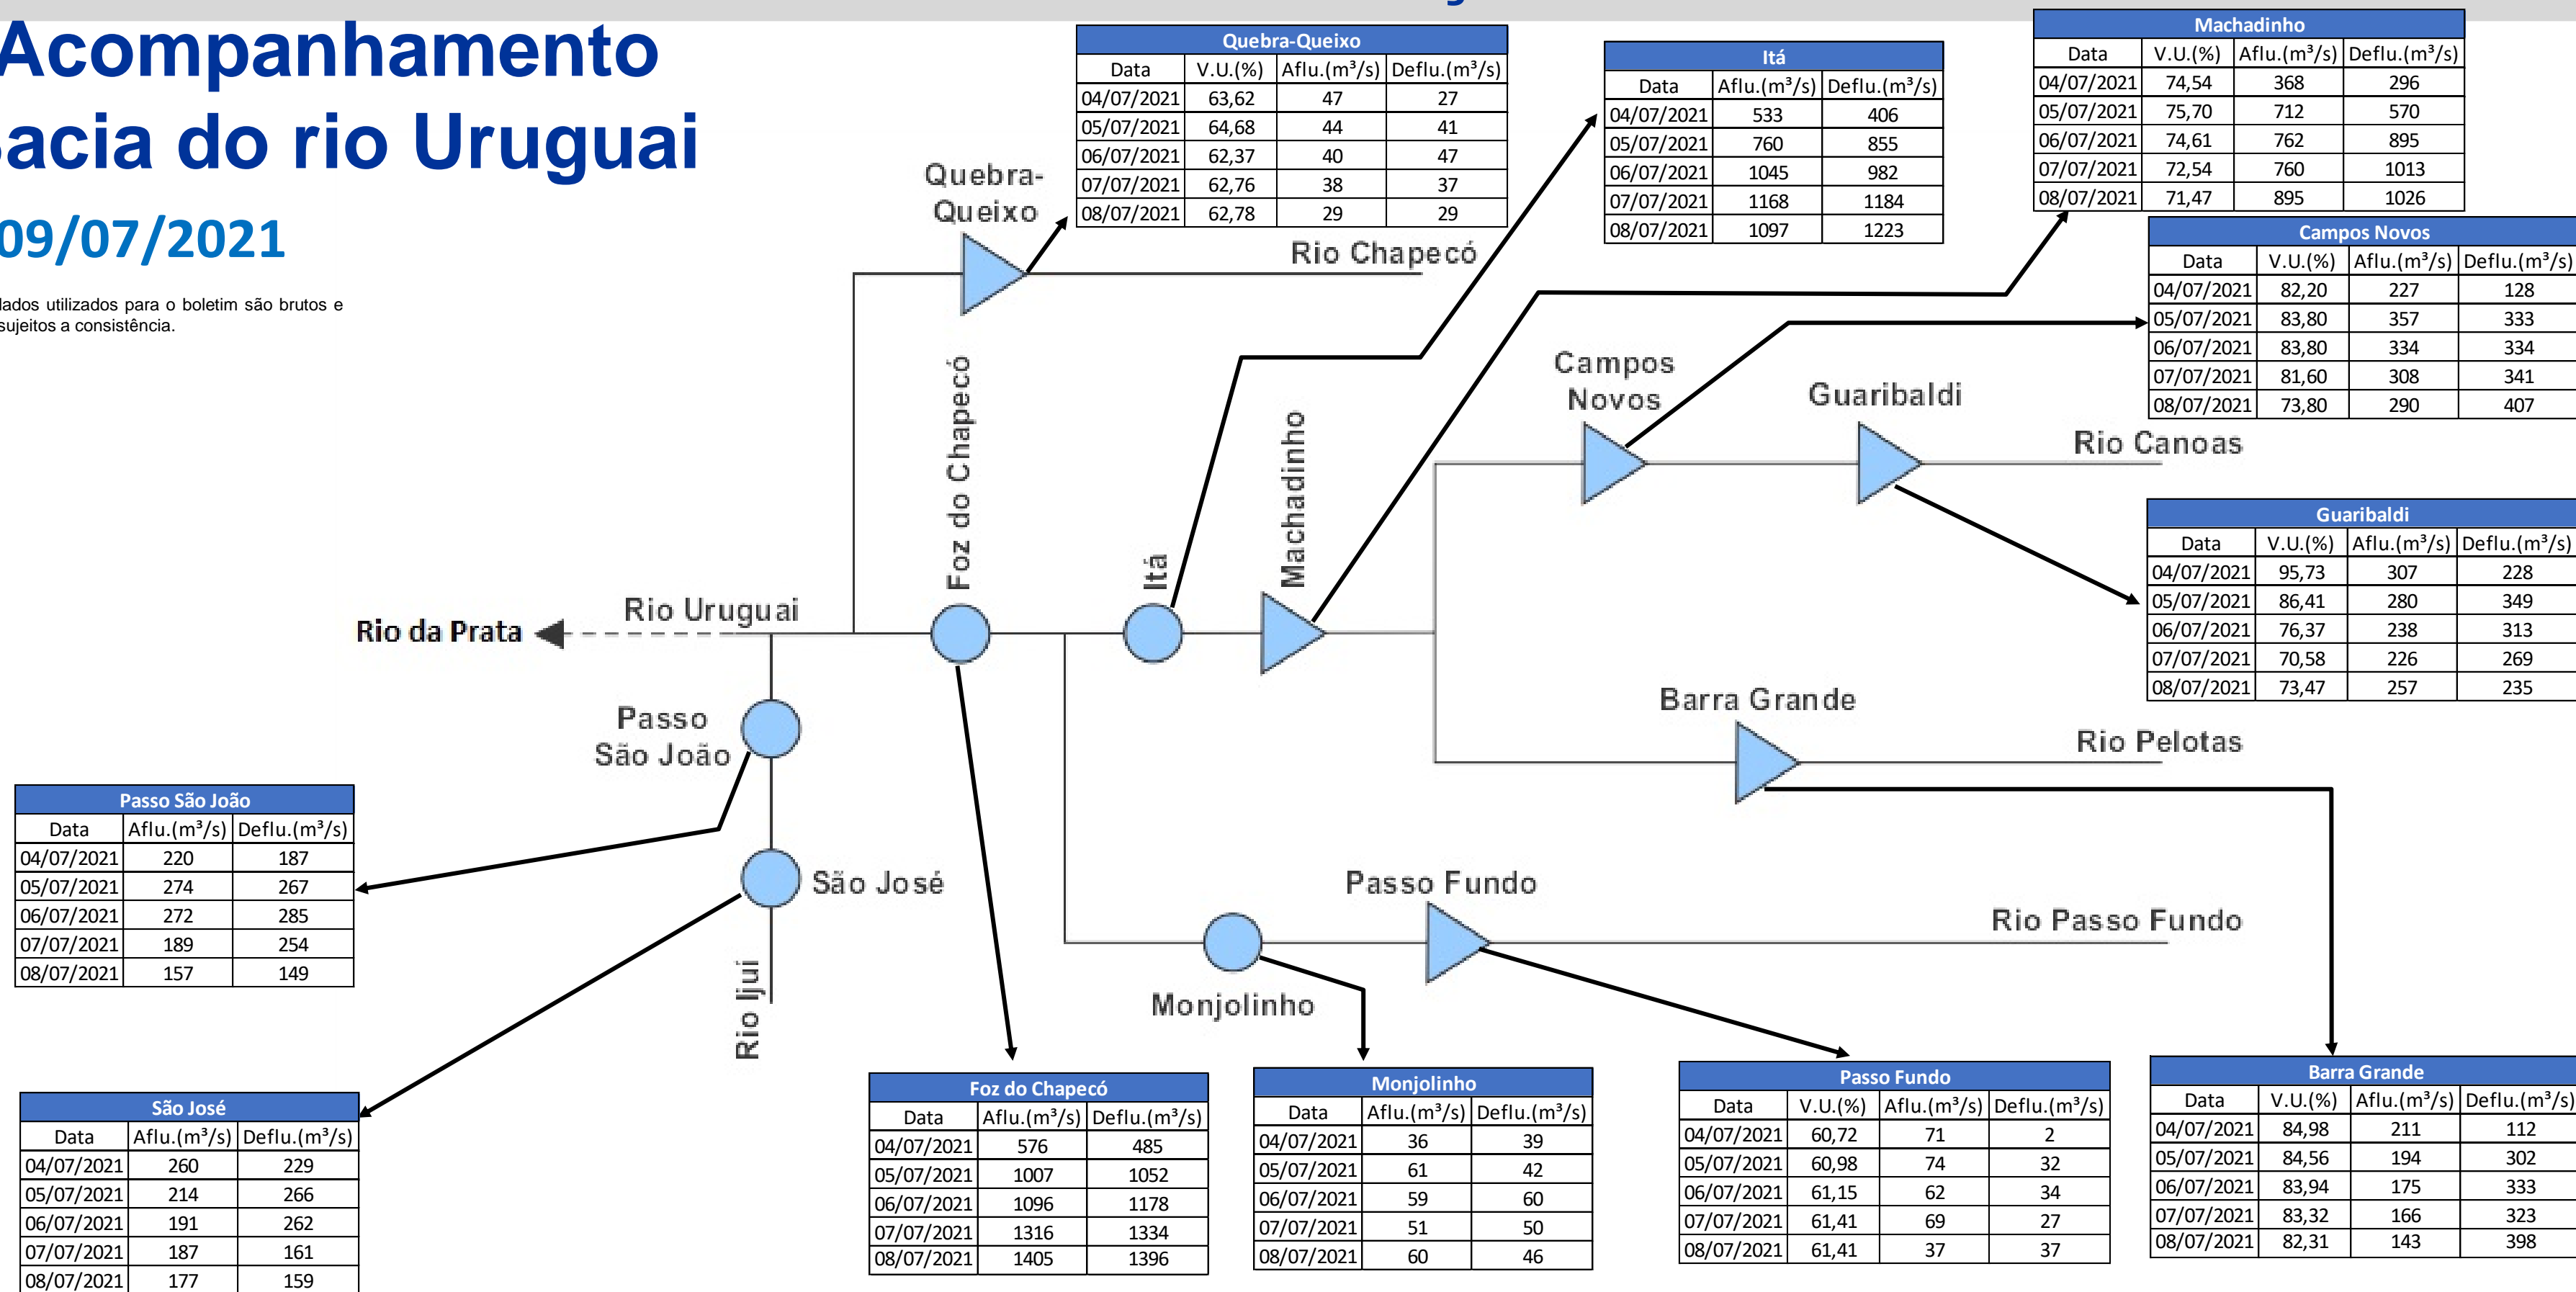 Acompanhamento
Bacia do rio Uruguai
09/07/2021
dados utilizados para o boletim são brutos e
sujeitos a consistência.
Quebra-Queixo
Data V.U.(%) Aflu.(m³/s) Deflu.(m³/s)
04/07/2021 63,62 47 27
05/07/2021 64,68 44 41
06/07/2021 62,37 40 47
07/07/2021 62,76 38 37
08/07/2021 62,78 29 29
Itá
Data Aflu.(m³/s) Deflu.(m³/s)
04/07/2021 533 406
05/07/2021 760 855
06/07/2021 1045 982
07/07/2021 1168 1184
08/07/2021 1097 1223
Machadinho
Data V.U.(%) Aflu.(m³/s) Deflu.(m³/s)
04/07/2021 74,54 368 296
05/07/2021 75,70 712 570
06/07/2021 74,61 762 895
07/07/2021 72,54 760 1013
08/07/2021 71,47 895 1026
Campos Novos
Data V.U.(%) Aflu.(m³/s) Deflu.(m³/s)
04/07/2021 82,20 227 128
05/07/2021 83,80 357 333
06/07/2021 83,80 334 334
07/07/2021 81,60 308 341
08/07/2021 73,80 290 407
Quebra-
Queixo
Rio Chapecó
Foz do Chapecó
Itá
Machadinho
Campos
Novos
Guaribaldi
Rio Canoas
Guaribaldi
Data V.U.(%) Aflu.(m³/s) Deflu.(m³/s)
04/07/2021 95,73 307 228
05/07/2021 86,41 280 349
06/07/2021 76,37 238 313
07/07/2021 70,58 226 269
08/07/2021 73,47 257 235
Rio da Prata
Rio Uruguai
Passo
São João
Barra Grande
Rio Pelotas
São José
Rio Ijui
Passo Fundo
Rio Passo Fundo
Monjolinho
Passo São João
Data Aflu.(m³/s) Deflu.(m³/s)
04/07/2021 220 187
05/07/2021 274 267
06/07/2021 272 285
07/07/2021 189 254
08/07/2021 157 149
São José
Data Aflu.(m³/s) Deflu.(m³/s)
04/07/2021 260 229
05/07/2021 214 266
06/07/2021 191 262
07/07/2021 187 161
08/07/2021 177 159
Foz do Chapecó
Data Aflu.(m³/s) Deflu.(m³/s)
04/07/2021 576 485
05/07/2021 1007 1052
06/07/2021 1096 1178
07/07/2021 1316 1334
08/07/2021 1405 1396
Monjolinho
Data Aflu.(m³/s) Deflu.(m³/s)
04/07/2021 36 39
05/07/2021 61 42
06/07/2021 59 60
07/07/2021 51 50
08/07/2021 60 46
Passo Fundo
Data V.U.(%) Aflu.(m³/s) Deflu.(m³/s)
04/07/2021 60,72 71 2
05/07/2021 60,98 74 32
06/07/2021 61,15 62 34
07/07/2021 61,41 69 27
08/07/2021 61,41 37 37
Barra Grande
Data V.U.(%) Aflu.(m³/s) Deflu.(m³/s)
04/07/2021 84,98 211 112
05/07/2021 84,56 194 302
06/07/2021 83,94 175 333
07/07/2021 83,32 166 323
08/07/2021 82,31 143 398